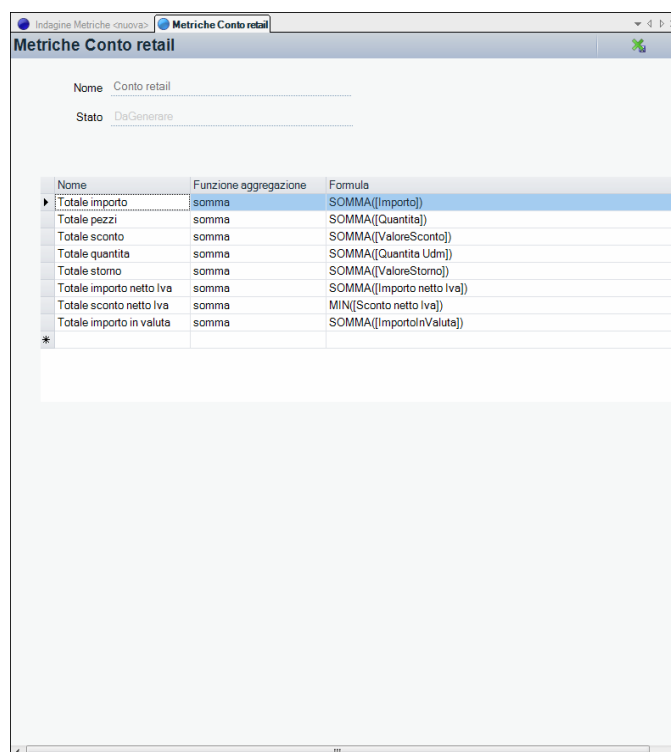 Indagine Metriche <nuova> Metriche Conto retail
Metriche Conto retail
Nome Conto retail
Stato DaGenerare
Nome Funzione aggregazione Formula
Totale importo somma SOMMA([Importo])
Totale pezzi somma SOMMA([Quantita])
Totale sconto somma SOMMA([ValoreSconto])
Totale quantita somma SOMMA([Quantita Udm])
Totale storno somma SOMMA([ValoreStorno])
Totale importo netto Iva somma SOMMA([Importo netto Iva])
Totale sconto netto Iva somma MIN([Sconto netto Iva])
Totale importo in valuta somma SOMMA([ImportoInValuta])